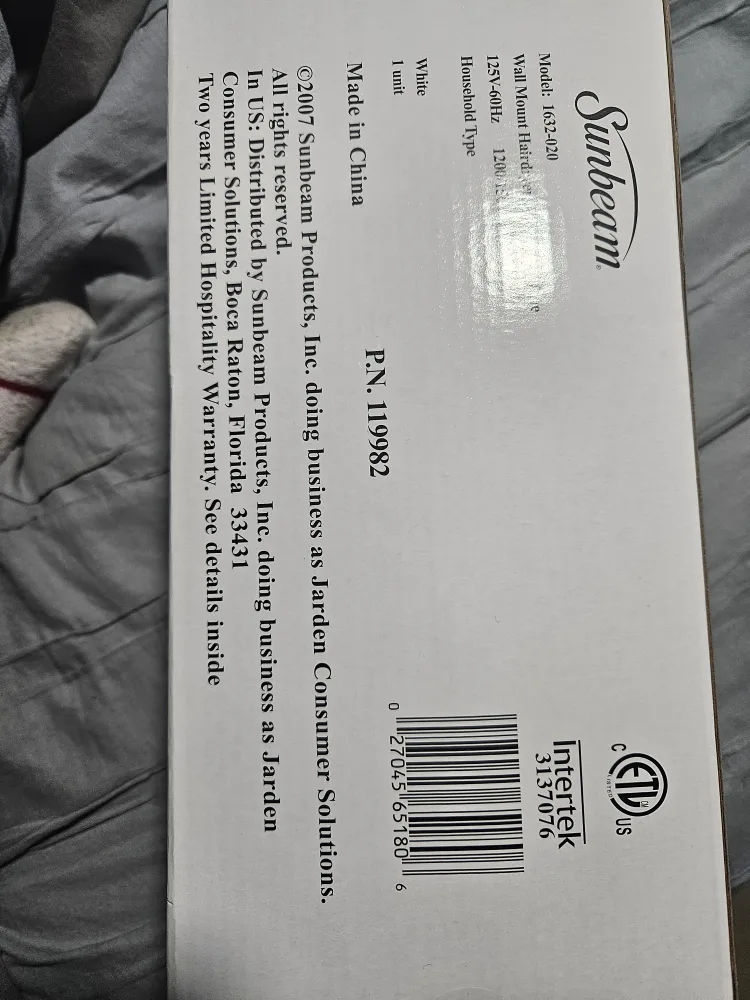 Sunbeam®
Model: 1632-020
Wall Mount
125V-60Hz
Household Type
White
1 unit
Made in China
P.N. 119982
©2007 Sunbeam Products, Inc. doing business as Jarden Consumer Solutions.
All rights reserved.
In US: Distributed by Sunbeam Products, Inc. doing business as Jarden
Consumer Solutions, Boca Raton, Florida 33431
Two years Limited Hospitality Warranty. See details inside
C ETL US
LISTED
Intertek
3137076
0 27045 65180 6